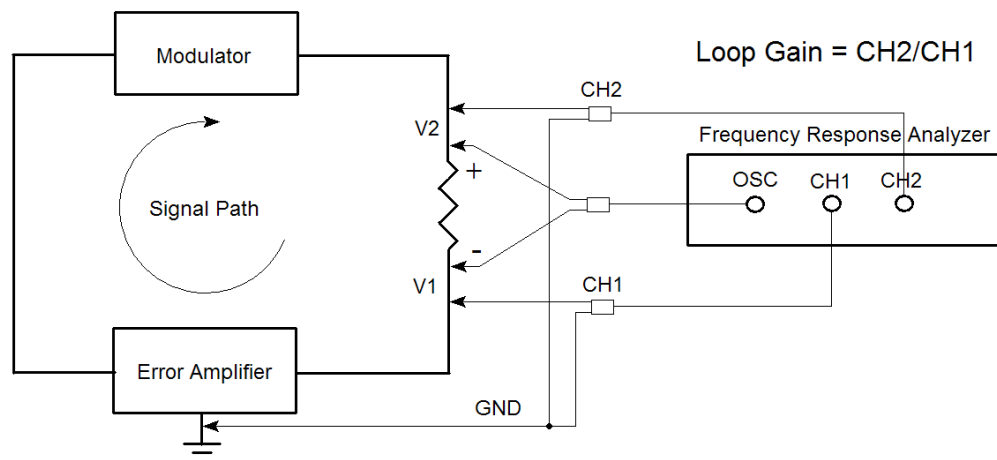 Modulator
Loop Gain = CH2/CH1
CH2
V2
Frequency Response Analyzer
+
OSC
CH1
CH2
Signal Path
-
V1
CH1
Error Amplifier
GND